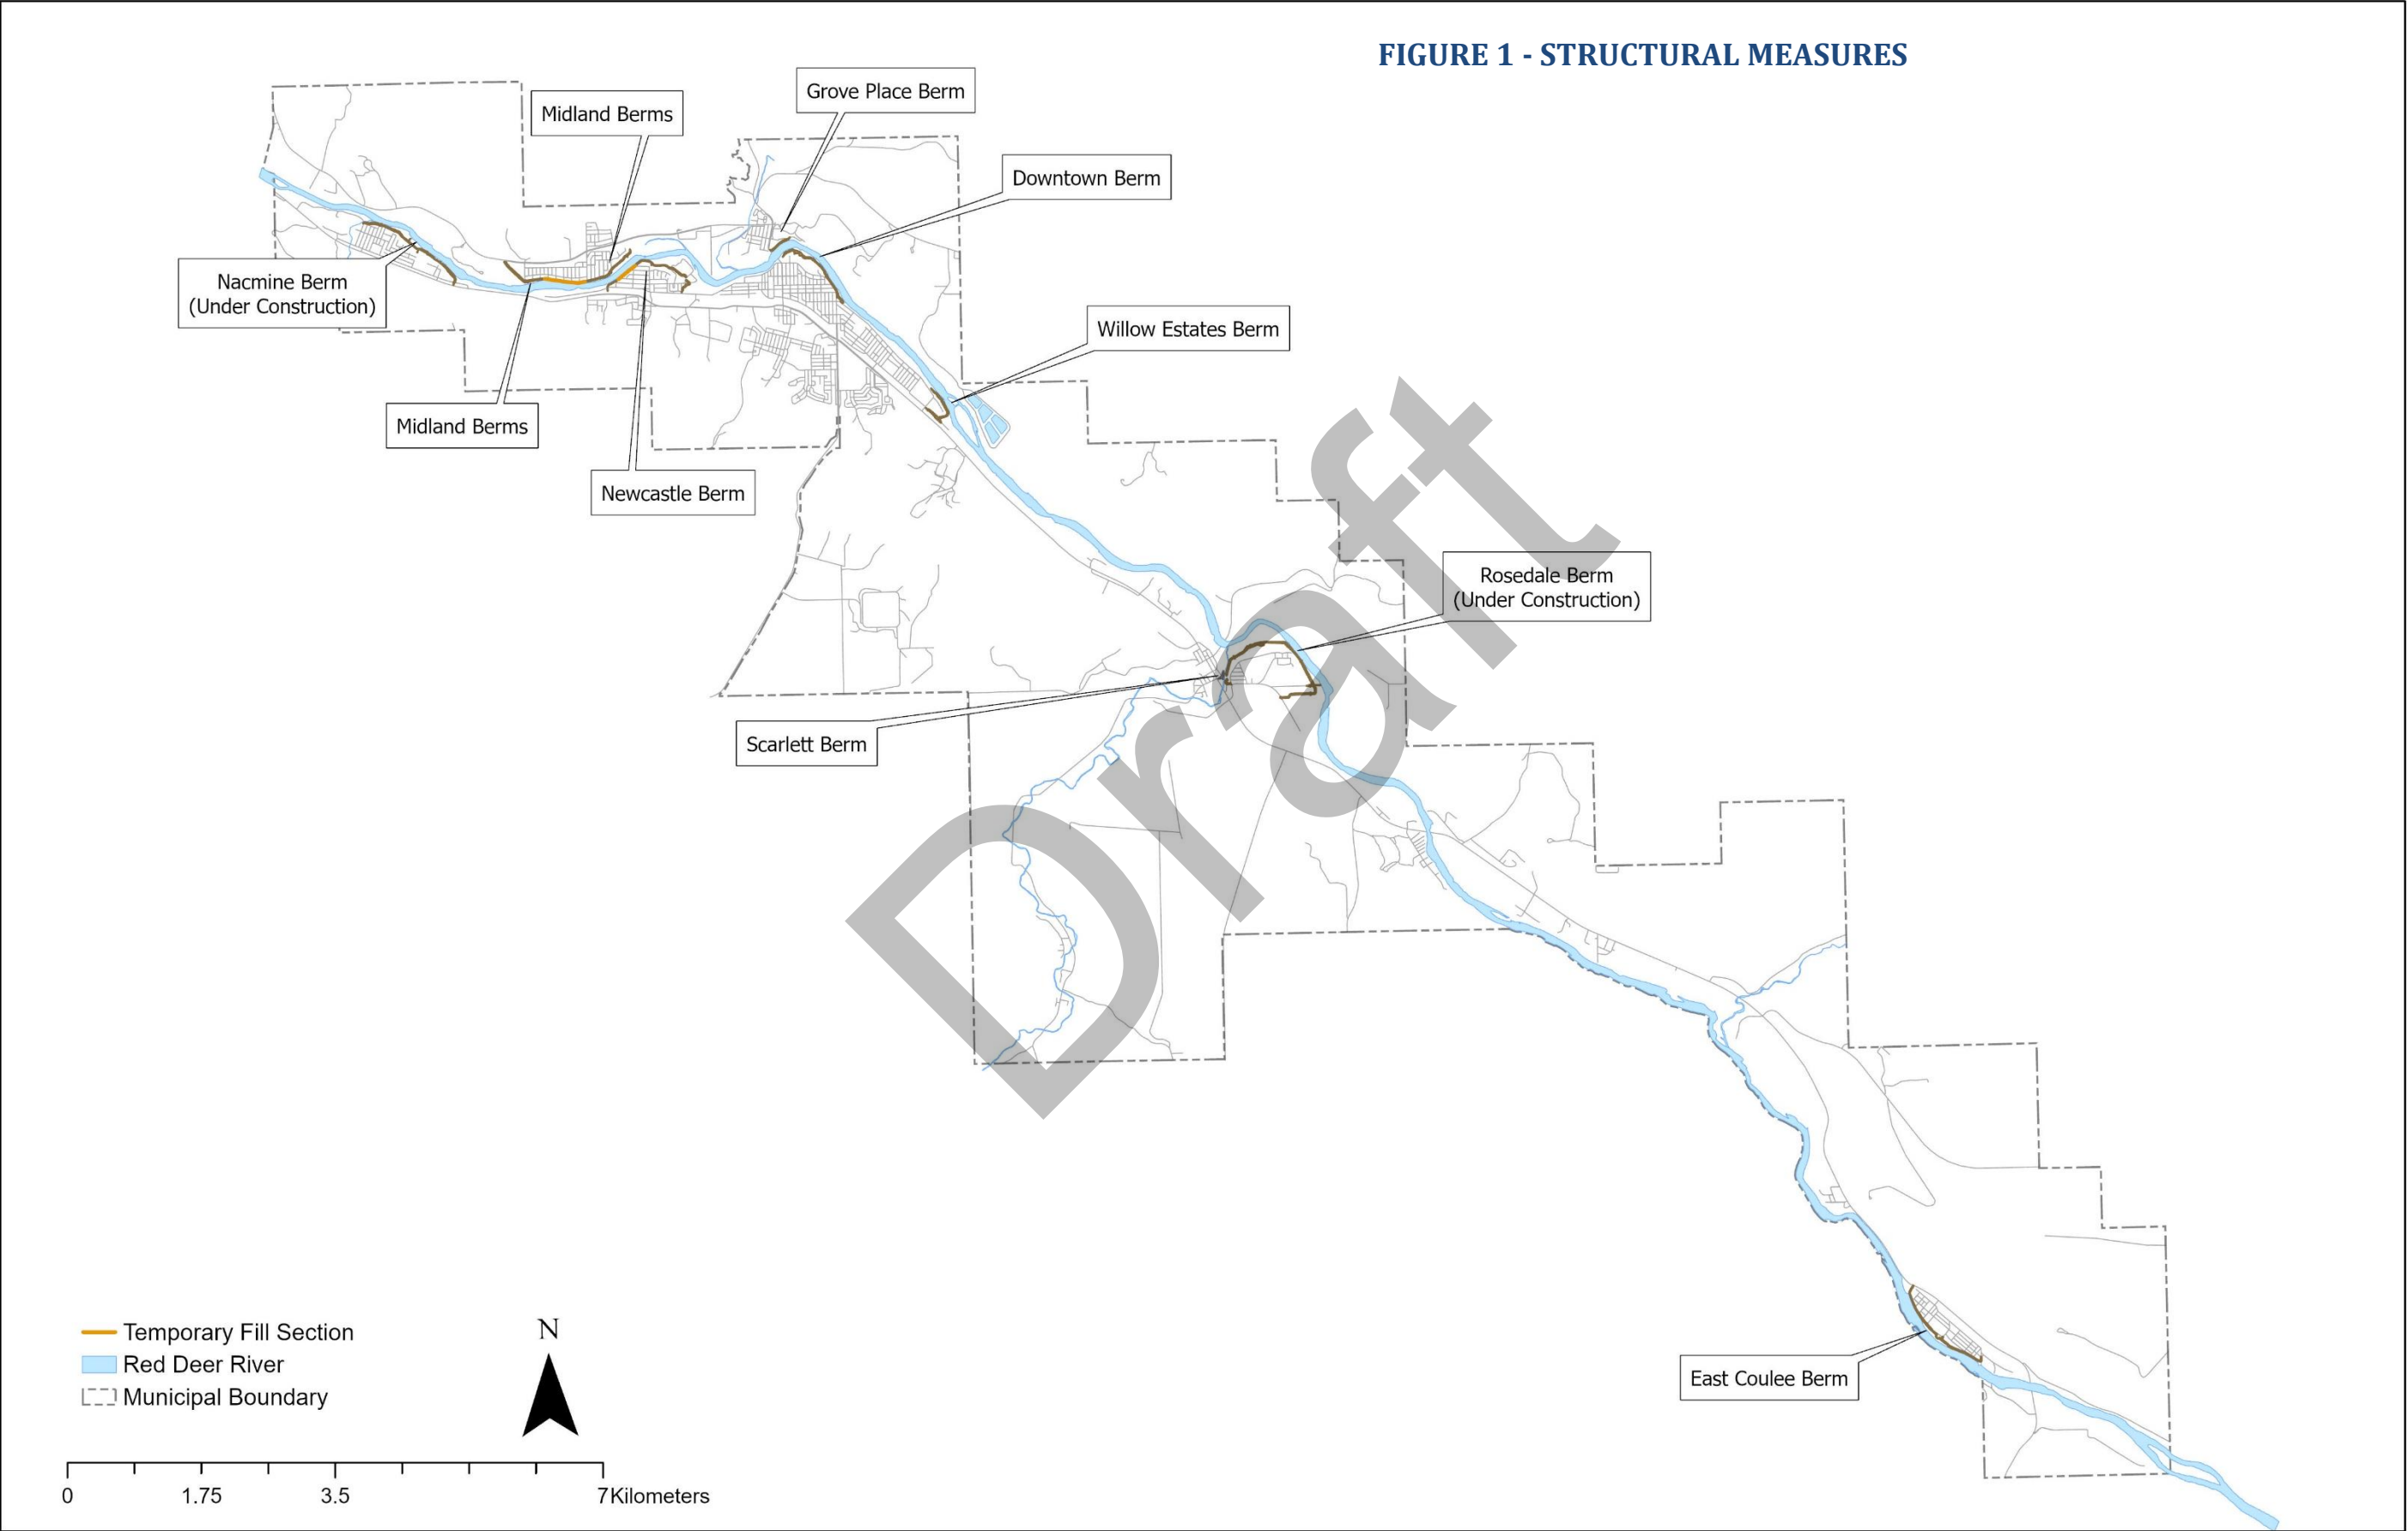 FIGURE 1 - STRUCTURAL MEASURES
Grove Place Berm
Midland Berms
Downtown Berm
Nacmine Berm
(Under Construction)
Willow Estates Berm
Midland Berms
Newcastle Berm
Rosedale Berm
(Under Construction)
Scarlett Berm
Draft
East Coulee Berm
Temporary Fill Section
Red Deer River
Municipal Boundary
N
0 1.75 3.5 7Kilometers